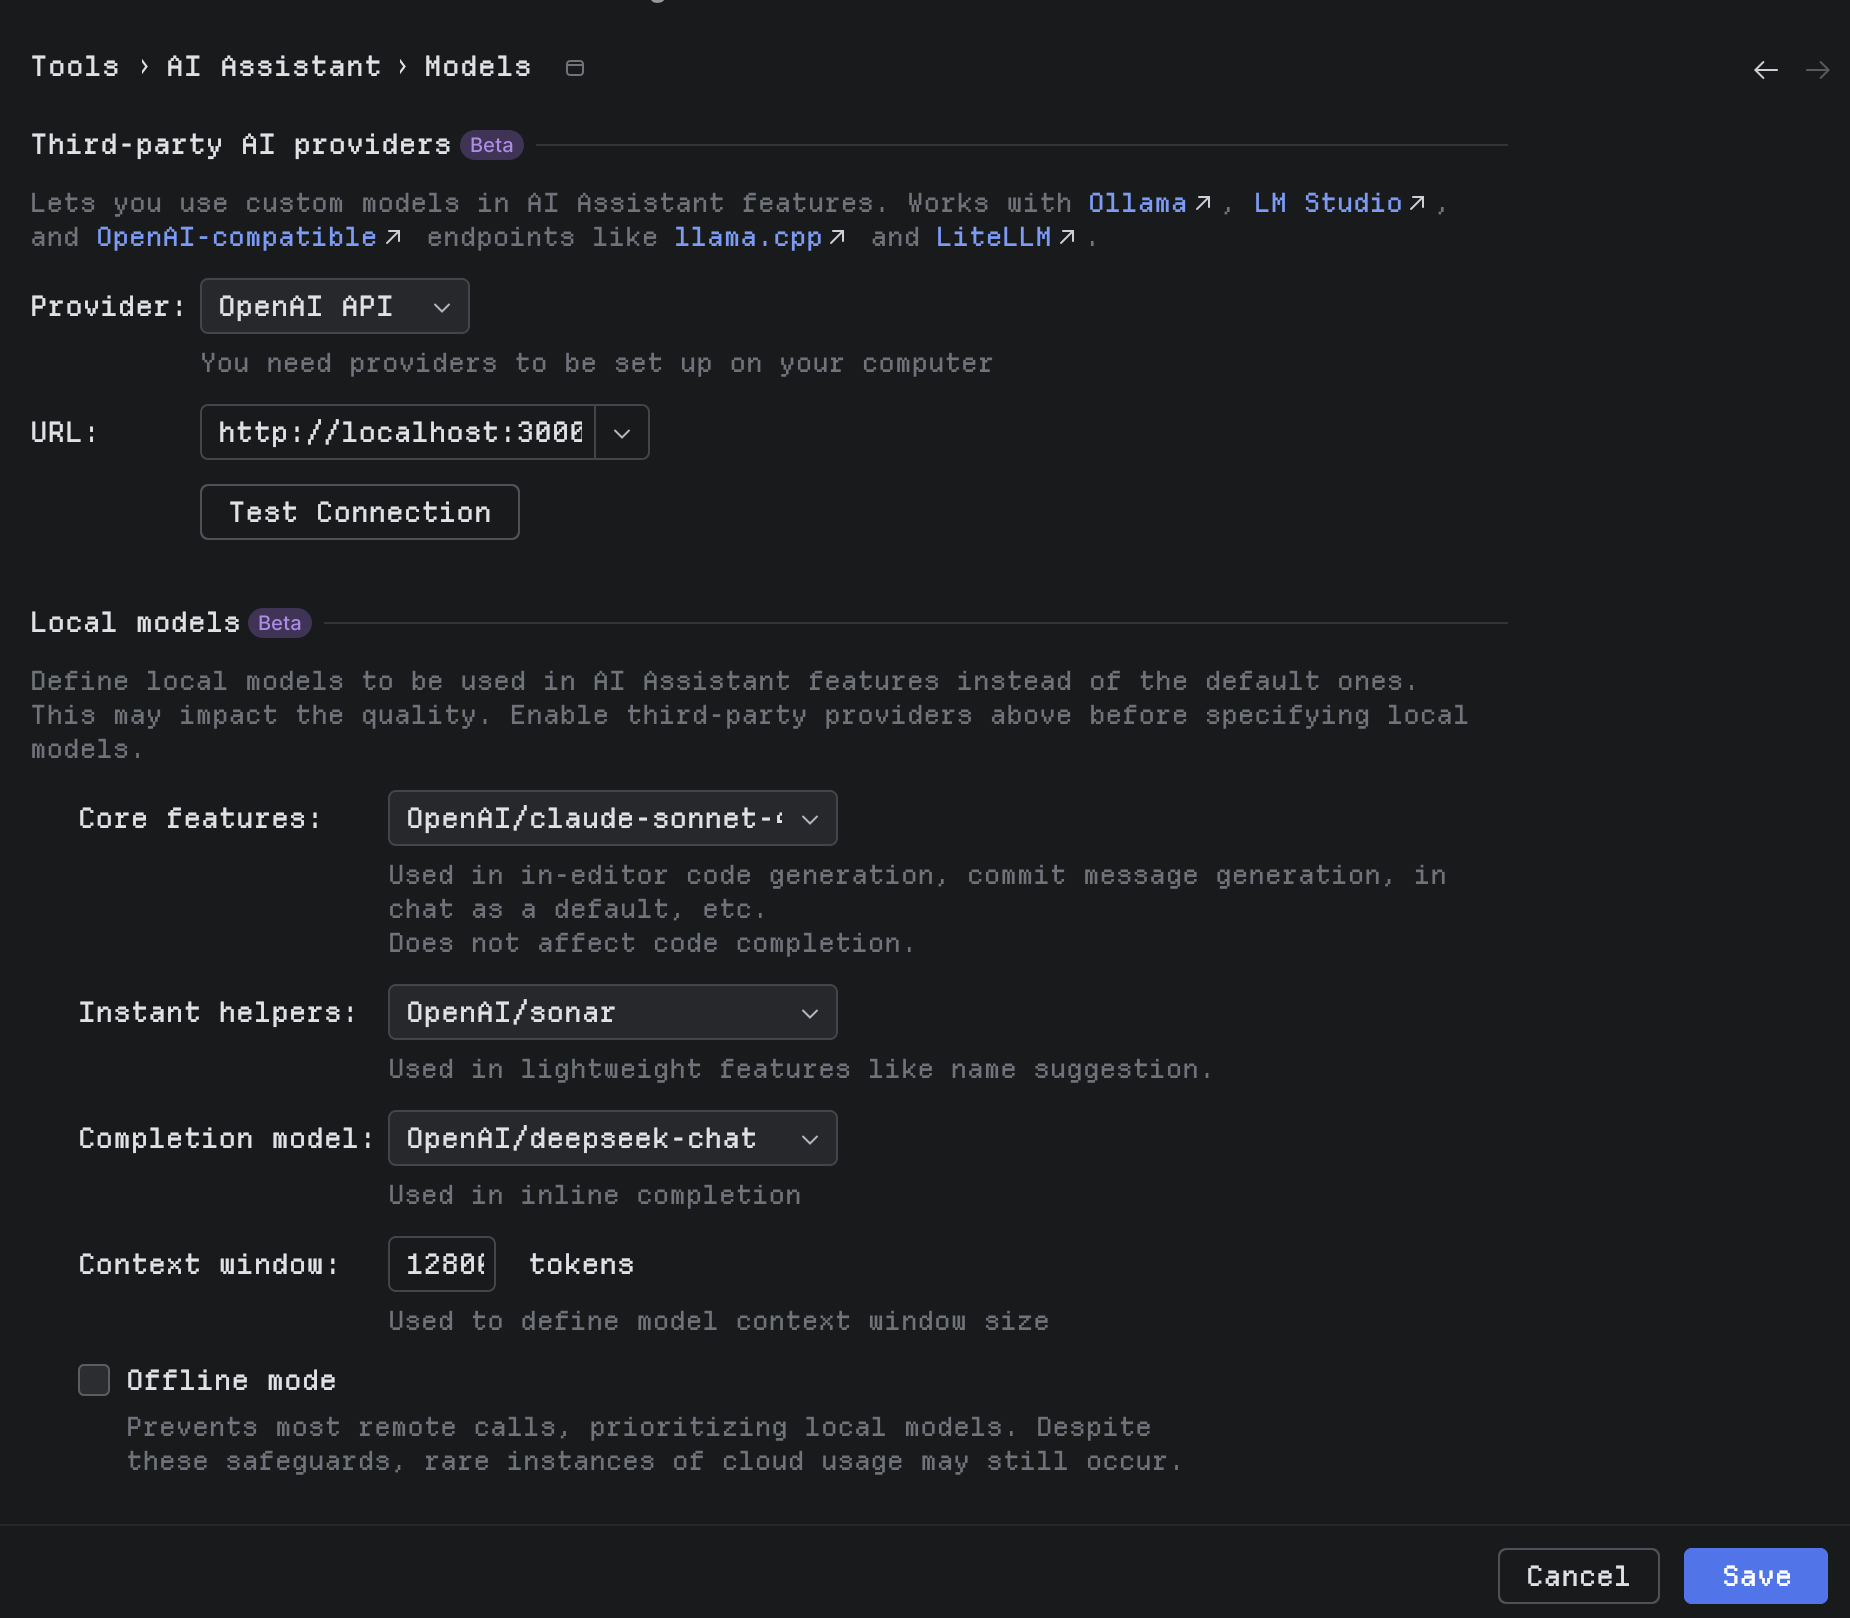 Tools › AI Assistant › Models
Third-party AI providers Beta
Lets you use custom models in AI Assistant features. Works with Ollama↗, LM Studio↗,
and OpenAI-compatible↗ endpoints like llama.cpp↗ and LiteLLM↗.
Provider: OpenAI API
You need providers to be set up on your computer
URL: http://localhost:3000
Test Connection
Local models Beta
Define local models to be used in AI Assistant features instead of the default ones.
This may impact the quality. Enable third-party providers above before specifying local
models.
Core features: OpenAI/claude-sonnet-
Used in in-editor code generation, commit message generation, in
chat as a default, etc.
Does not affect code completion.
Instant helpers: OpenAI/sonar
Used in lightweight features like name suggestion.
Completion model: OpenAI/deepseek-chat
Used in inline completion
Context window: 12800 tokens
Used to define model context window size
Offline mode
Prevents most remote calls, prioritizing local models. Despite
these safeguards, rare instances of cloud usage may still occur.
Cancel
Save